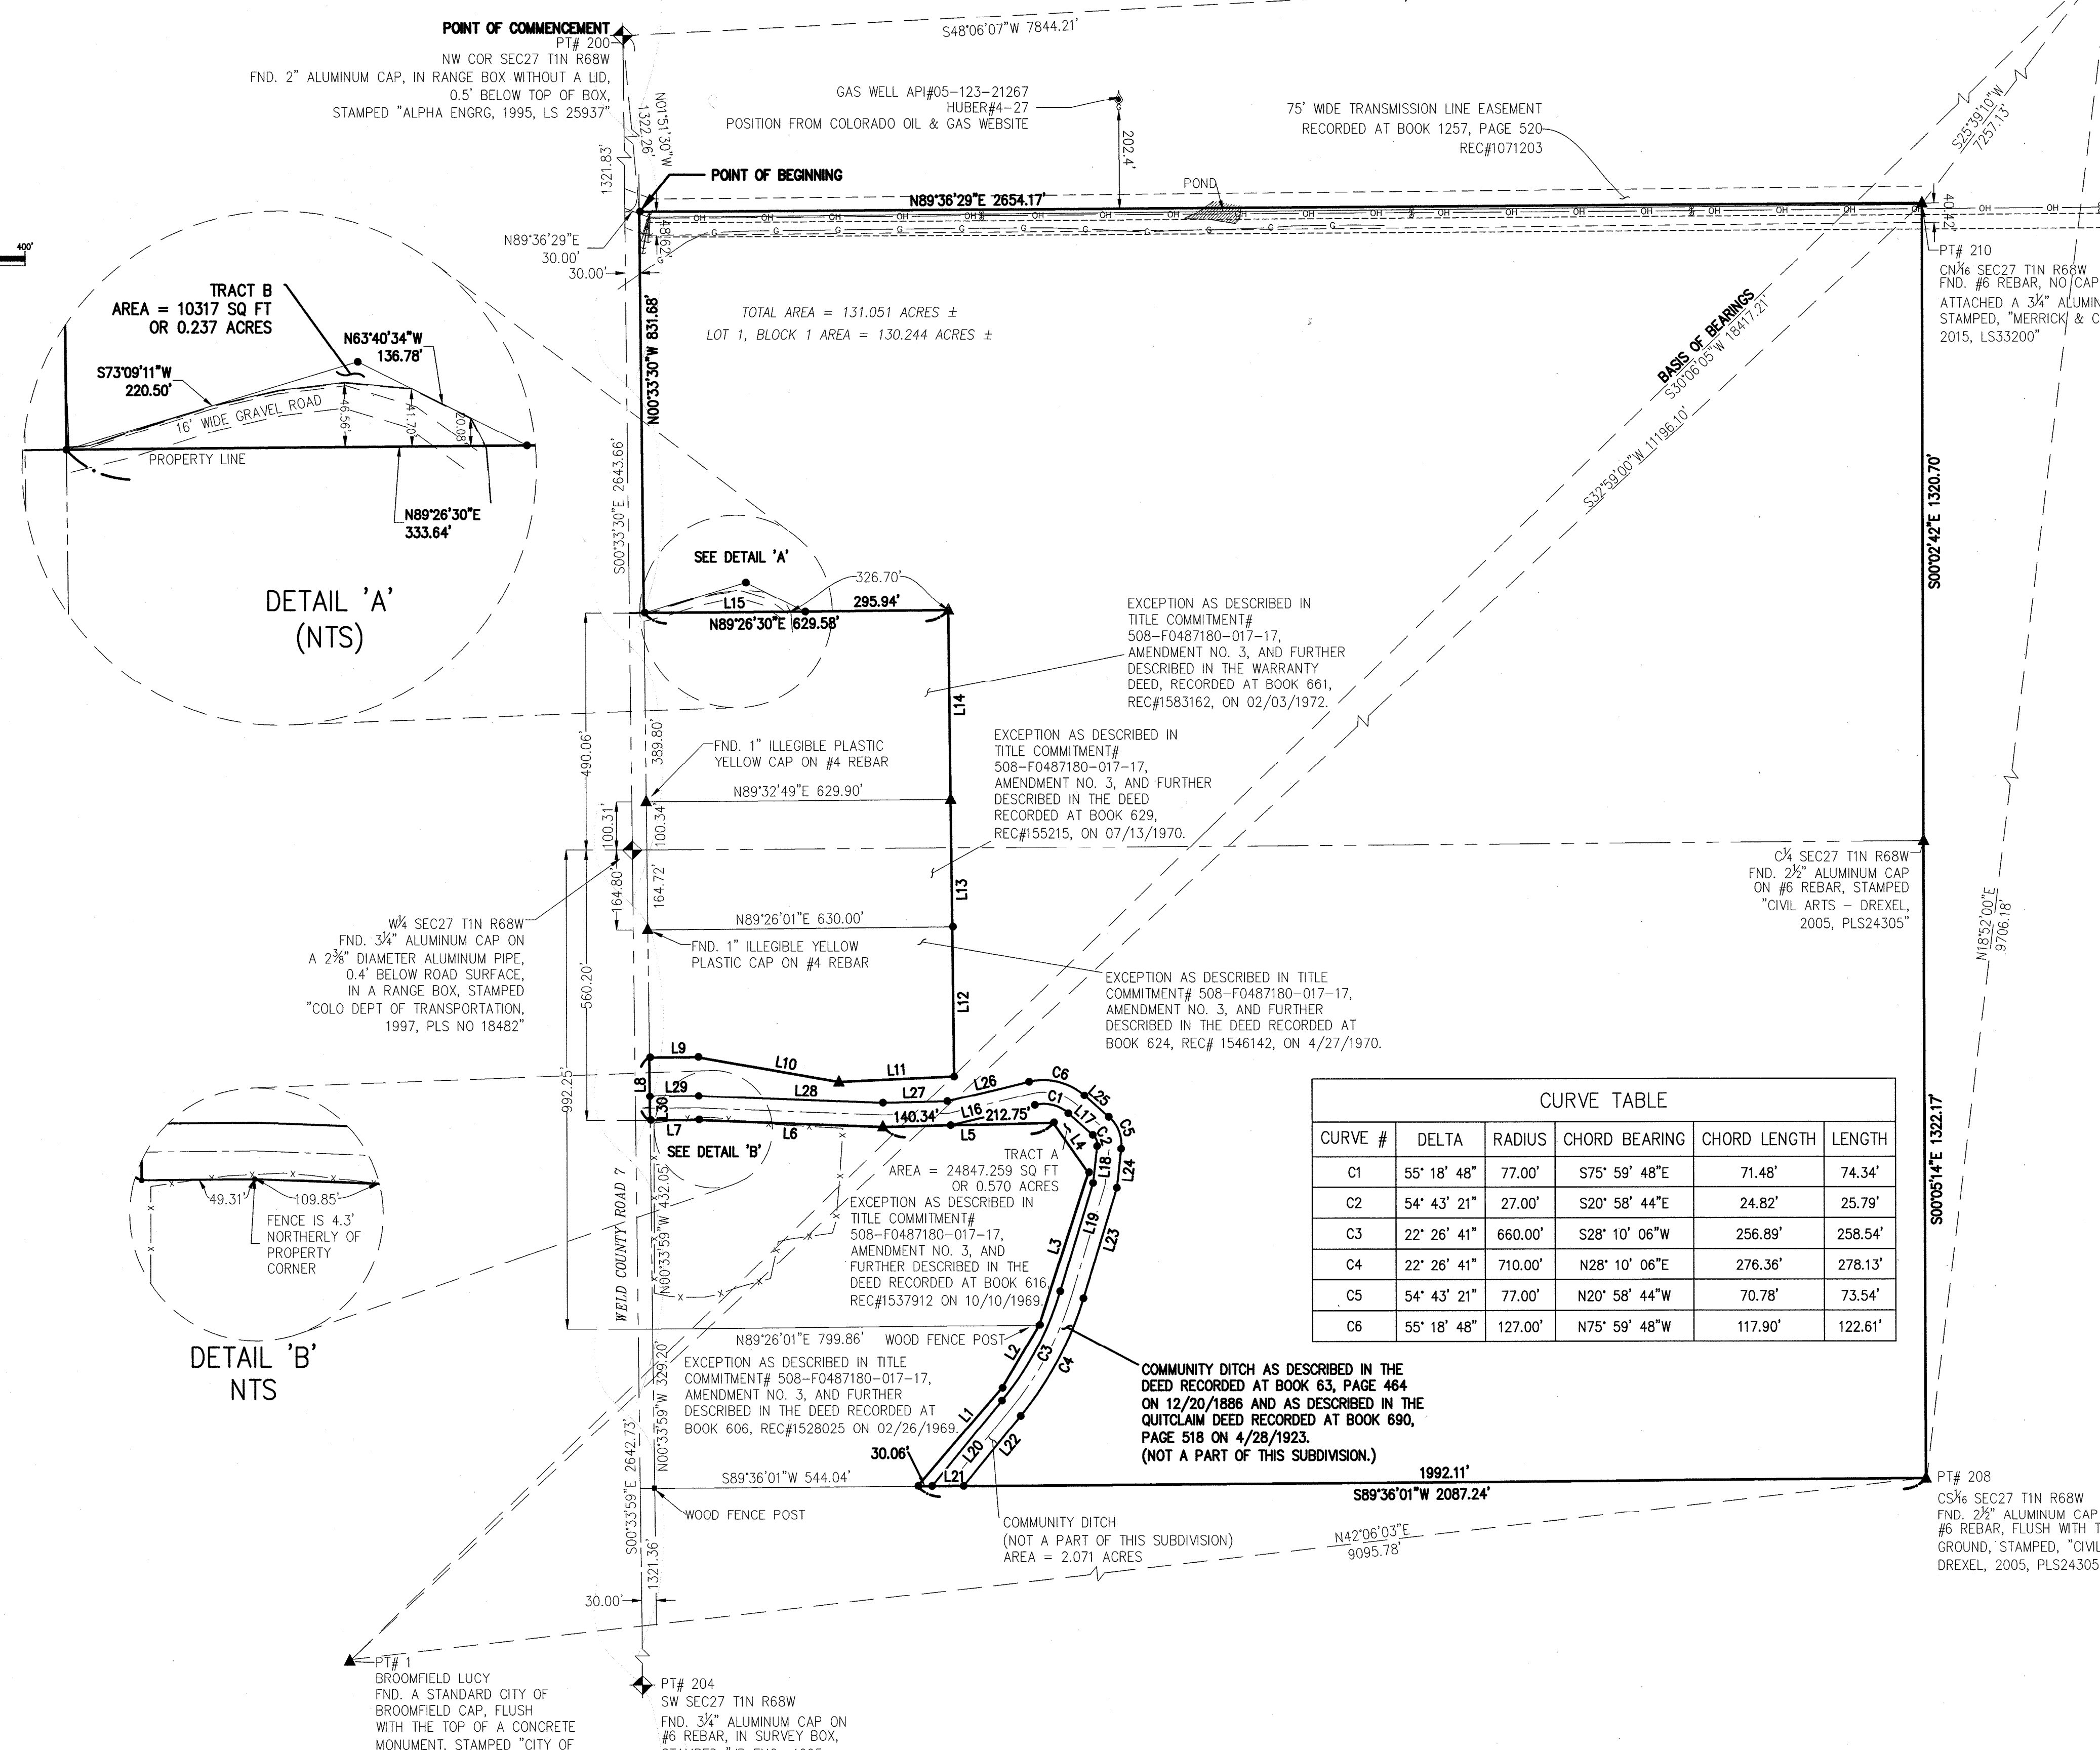 POINT OF COMMENCEMENT
PT# 200
NW COR SEC27 T1N R68W
FND. 2" ALUMINUM CAP, IN RANGE BOX WITHOUT A LID,
0.5' BELOW TOP OF BOX,
STAMPED "ALPHA ENGRG, 1995, LS 25937"
S48°06'07"W 7844.21'
GAS WELL API#05-123-21267
HUBER#4-27
POSITION FROM COLORADO OIL & GAS WEBSITE
202.4'
75' WIDE TRANSMISSION LINE EASEMENT
RECORDED AT BOOK 1257, PAGE 520
REC#1071203
S25°39'10"W
7257.13'
N01°51'30"W
1322.26'
1321.83'
POINT OF BEGINNING
POND
N89°36'29"E 2654.17'
OH OH OH OH OH OH OH OH OH OH OH OH OH OH OH OH OH OH OH
G G G G G G G G G G G
40.42'
48.62'
N89°36'29"E
30.00'
30.00'
400'
PT# 210
CN1⁄16 SEC27 T1N R68W
FND. #6 REBAR, NO CAP
ATTACHED A 3¼" ALUMIN
STAMPED, "MERRICK & C
2015, LS33200"
TOTAL AREA = 131.051 ACRES ±
LOT 1, BLOCK 1 AREA = 130.244 ACRES ±
N00°33'30"W 831.68'
BASIS OF BEARINGS
S30°06'05"W 18417.21'
S32°59'00"W 11196.10'
S00°02'42"E 1320.70'
TRACT B
AREA = 10317 SQ FT
OR 0.237 ACRES
N63°40'34"W
136.78'
S73°09'11"W
220.50'
16' WIDE GRAVEL ROAD
46.56'
41.70'
20.08'
PROPERTY LINE
N89°26'30"E
333.64'
DETAIL 'A'
(NTS)
S00°33'30"E 2643.66'
SEE DETAIL 'A'
326.70'
L15
295.94'
N89°26'30"E 629.58'
EXCEPTION AS DESCRIBED IN
TITLE COMMITMENT#
508-F0487180-017-17,
AMENDMENT NO. 3, AND FURTHER
DESCRIBED IN THE WARRANTY
DEED, RECORDED AT BOOK 661,
REC#1583162, ON 02/03/1972.
L14
490.06'
389.80'
FND. 1" ILLEGIBLE PLASTIC
YELLOW CAP ON #4 REBAR
N89°32'49"E 629.90'
EXCEPTION AS DESCRIBED IN
TITLE COMMITMENT#
508-F0487180-017-17,
AMENDMENT NO. 3, AND FURTHER
DESCRIBED IN THE DEED
RECORDED AT BOOK 629,
REC#155215, ON 07/13/1970.
100.31'
100.34'
164.80'
164.72'
L13
C¼ SEC27 T1N R68W
FND. 2½" ALUMINUM CAP
ON #6 REBAR, STAMPED
"CIVIL ARTS - DREXEL,
2005, PLS24305"
N18°52'00"E
9706.18'
N89°26'01"E 630.00'
W¼ SEC27 T1N R68W
FND. 3¼" ALUMINUM CAP ON
A 2⅜" DIAMETER ALUMINUM PIPE,
0.4' BELOW ROAD SURFACE,
IN A RANGE BOX, STAMPED
"COLO DEPT OF TRANSPORTATION,
1997, PLS NO 18482"
FND. 1" ILLEGIBLE YELLOW
PLASTIC CAP ON #4 REBAR
560.20'
992.25'
L12
EXCEPTION AS DESCRIBED IN TITLE
COMMITMENT# 508-F0487180-017-17,
AMENDMENT NO. 3, AND FURTHER
DESCRIBED IN THE DEED RECORDED AT
BOOK 624, REC# 1546142, ON 4/27/1970.
L9
L10
L11
L8
L29
L28
L27
L26
C6
L25
L30
140.34'
L16
212.75'
C1
L17
C5
C2
L7
L6
L5
L4
L18
L24
SEE DETAIL 'B'
TRACT A
AREA = 24847.259 SQ FT
OR 0.570 ACRES
EXCEPTION AS DESCRIBED IN
TITLE COMMITMENT#
508-F0487180-017-17,
AMENDMENT NO. 3, AND
FURTHER DESCRIBED IN THE
DEED RECORDED AT BOOK 616,
REC#1537912 ON 10/10/1969.
L3
L19
L23
WELD COUNTY ROAD 7
N00°33'59"W 432.05'
49.31'
109.85'
FENCE IS 4.3'
NORTHERLY OF
PROPERTY
CORNER
DETAIL 'B'
NTS
N89°26'01"E 799.86'
WOOD FENCE POST
L2
C3
C4
EXCEPTION AS DESCRIBED IN TITLE
COMMITMENT# 508-F0487180-017-17,
AMENDMENT NO. 3, AND FURTHER
DESCRIBED IN THE DEED RECORDED AT
BOOK 606, REC#1528025 ON 02/26/1969.
N00°33'59"W 329.20'
L1
L20
L22
30.06'
S89°36'01"W 544.04'
L21
WOOD FENCE POST
S00°33'59"E 2642.73'
1321.36'
30.00'
CURVE TABLE
CURVE # DELTA RADIUS CHORD BEARING CHORD LENGTH LENGTH
C1 55° 18' 48" 77.00' S75° 59' 48"E 71.48' 74.34'
C2 54° 43' 21" 27.00' S20° 58' 44"E 24.82' 25.79'
C3 22° 26' 41" 660.00' S28° 10' 06"W 256.89' 258.54'
C4 22° 26' 41" 710.00' N28° 10' 06"E 276.36' 278.13'
C5 54° 43' 21" 77.00' N20° 58' 44"W 70.78' 73.54'
C6 55° 18' 48" 127.00' N75° 59' 48"W 117.90' 122.61'
S00°05'14"E 1322.17'
COMMUNITY DITCH AS DESCRIBED IN THE
DEED RECORDED AT BOOK 63, PAGE 464
ON 12/20/1886 AND AS DESCRIBED IN THE
QUITCLAIM DEED RECORDED AT BOOK 690,
PAGE 518 ON 4/28/1923.
(NOT A PART OF THIS SUBDIVISION.)
1992.11'
S89°36'01"W 2087.24'
COMMUNITY DITCH
(NOT A PART OF THIS SUBDIVISION)
AREA = 2.071 ACRES
N42°06'03"E
9095.78'
PT# 208
CS1⁄16 SEC27 T1N R68W
FND. 2½" ALUMINUM CAP
#6 REBAR, FLUSH WITH T
GROUND, STAMPED, "CIVIL
DREXEL, 2005, PLS24305
PT# 1
BROOMFIELD LUCY
FND. A STANDARD CITY OF
BROOMFIELD CAP, FLUSH
WITH THE TOP OF A CONCRETE
MONUMENT, STAMPED "CITY OF
PT# 204
SW SEC27 T1N R68W
FND. 3¼" ALUMINUM CAP ON
#6 REBAR, IN SURVEY BOX,